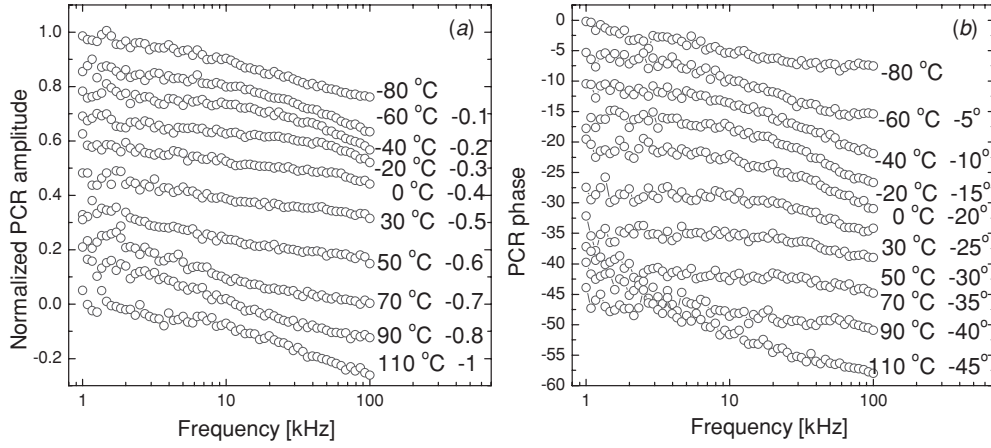 (a)
Normalized PCR amplitude
1.0
0.8
0.6
0.4
0.2
0.0
-0.2
-80 °C
-60 °C -0.1
-40 °C -0.2
-20 °C -0.3
0 °C -0.4
30 °C -0.5
50 °C -0.6
70 °C -0.7
90 °C -0.8
110 °C -1
1 10 100
Frequency [kHz]
(b)
PCR phase
0
-5
-10
-15
-20
-25
-30
-35
-40
-45
-50
-55
-60
-80 °C
-60 °C -5°
-40 °C -10°
-20 °C -15°
0 °C -20°
30 °C -25°
50 °C -30°
70 °C -35°
90 °C -40°
110 °C -45°
1 10 100
Frequency [kHz]